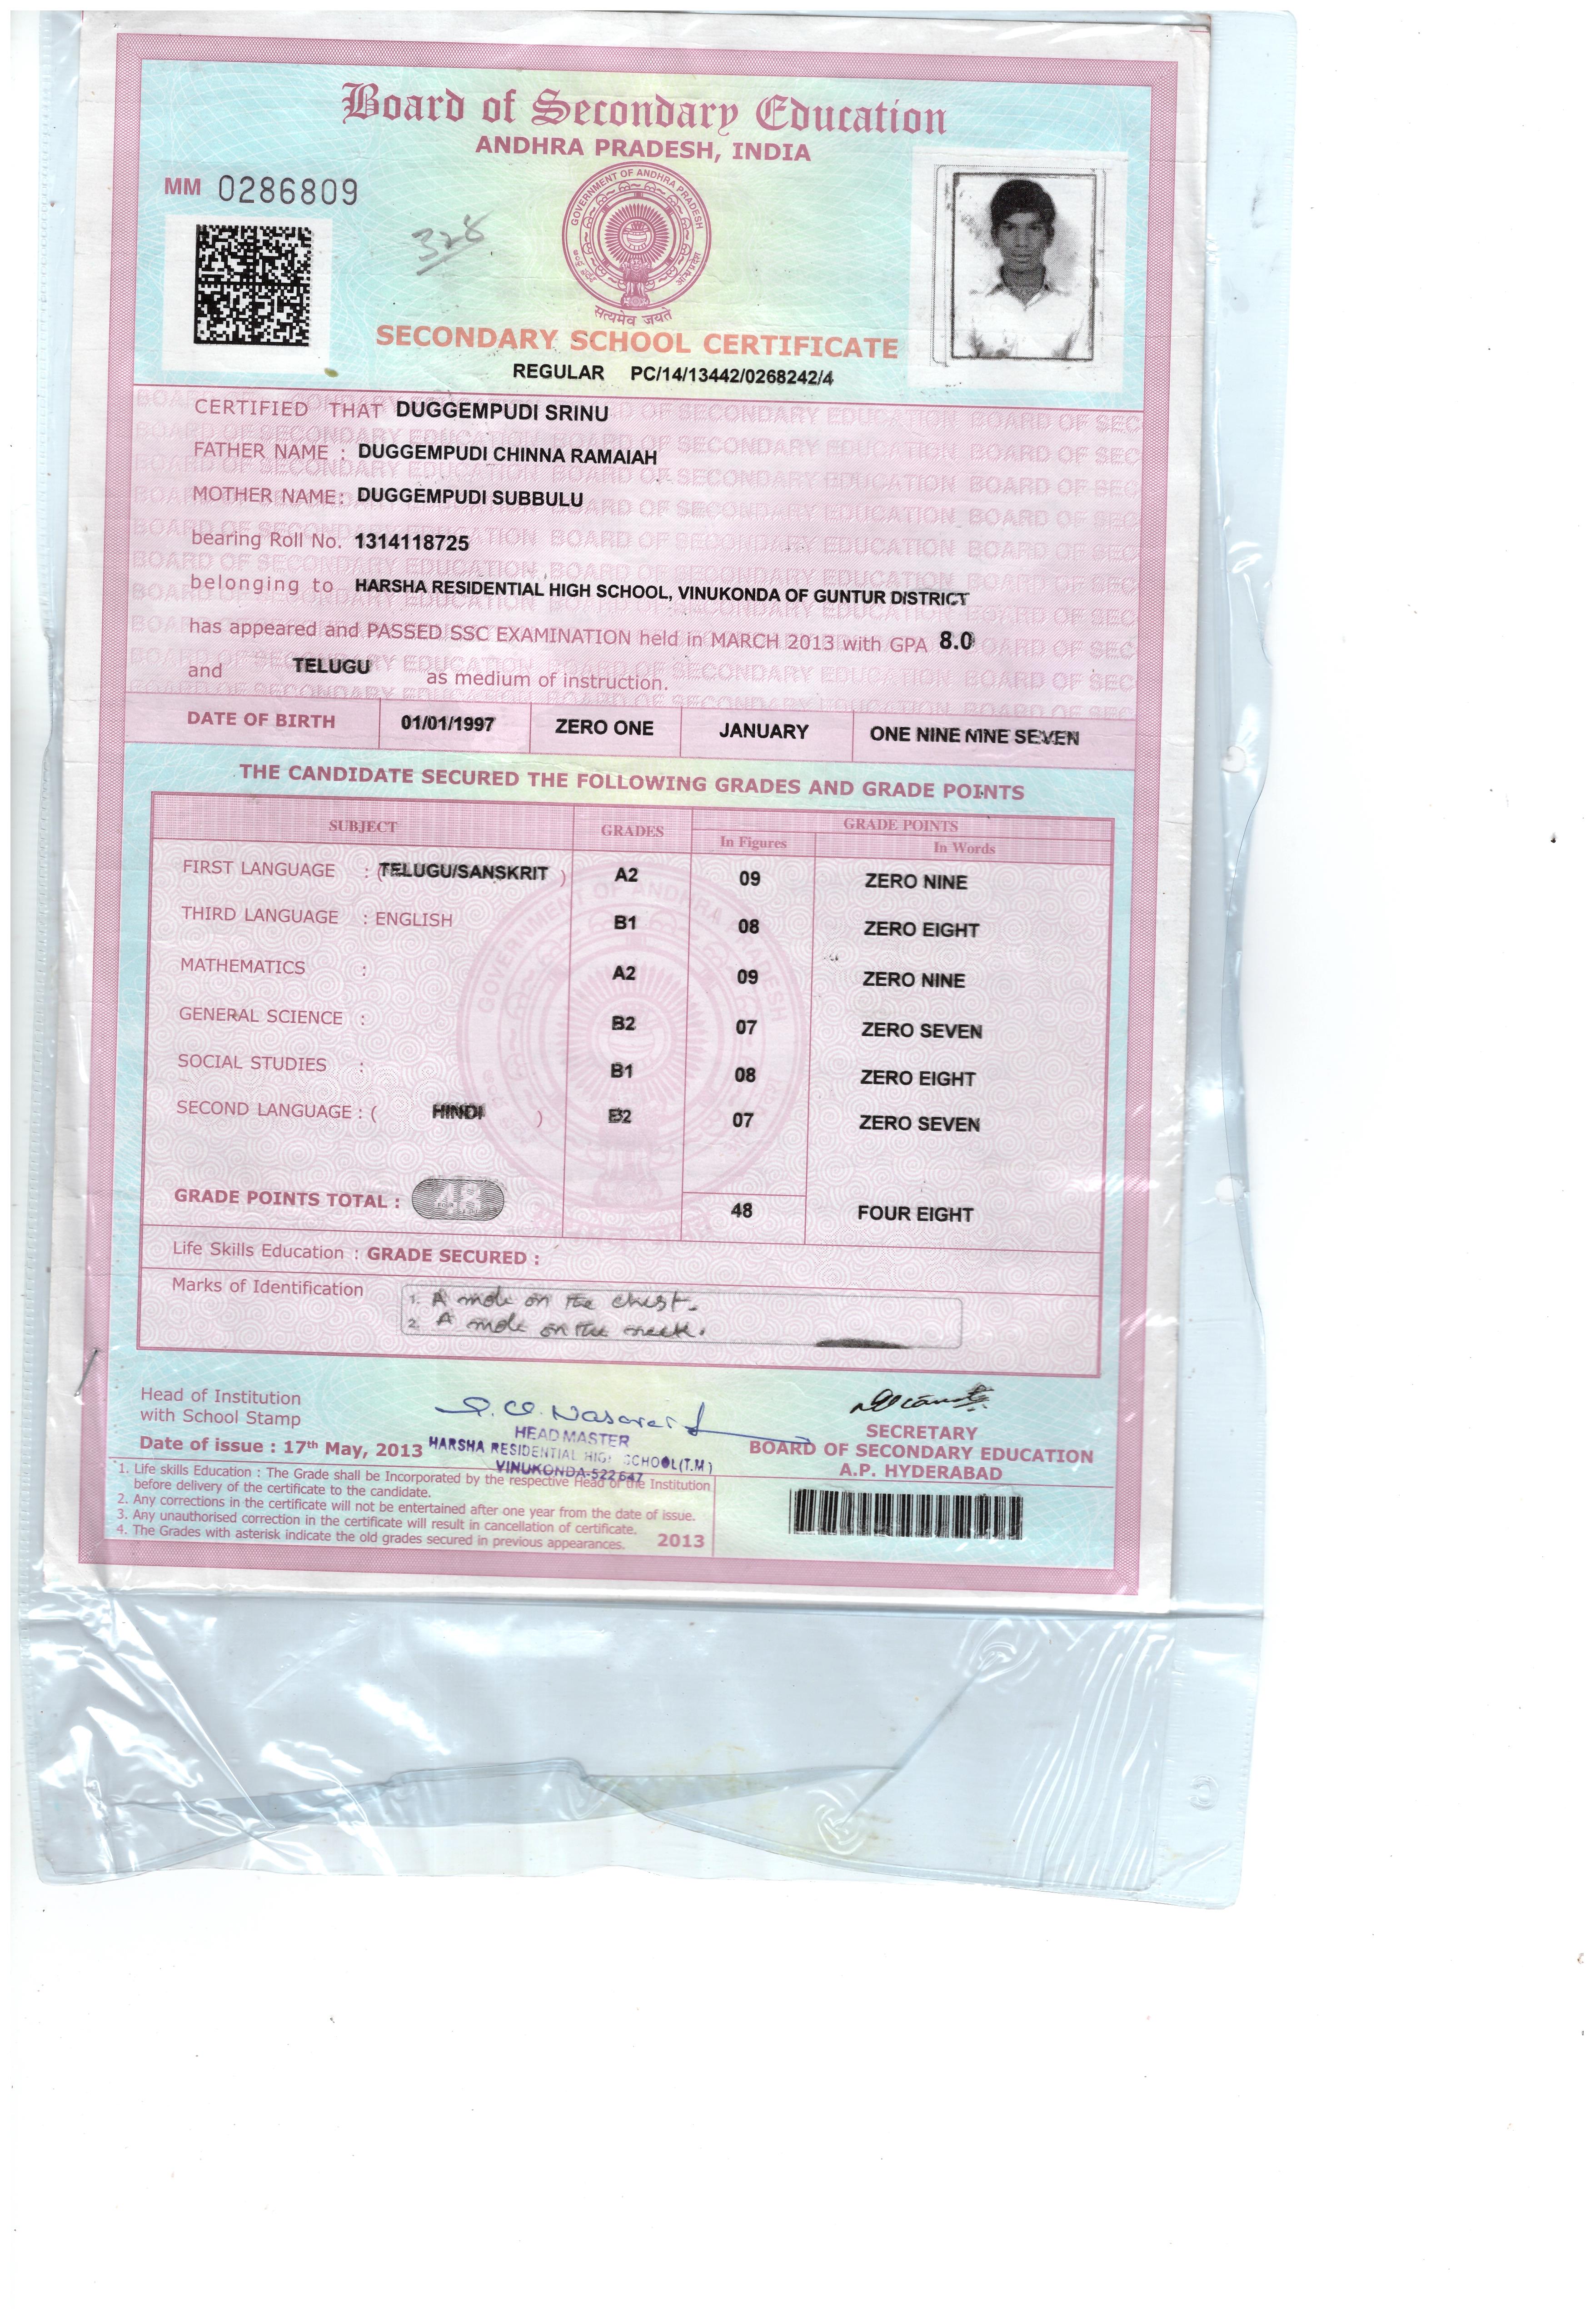 Board of Secondary Education
ANDHRA PRADESH, INDIA
MM 0286809
328
GOVERNMENT OF ANDHRA PRADESH
सत्यमेव जयते
SECONDARY SCHOOL CERTIFICATE
REGULAR PC/14/13442/0268242/4
CERTIFIED THAT DUGGEMPUDI SRINU
FATHER NAME : DUGGEMPUDI CHINNA RAMAIAH
MOTHER NAME: DUGGEMPUDI SUBBULU
bearing Roll No. 1314118725
belonging to HARSHA RESIDENTIAL HIGH SCHOOL, VINUKONDA OF GUNTUR DISTRICT
has appeared and PASSED SSC EXAMINATION held in MARCH 2013 with GPA 8.0
and TELUGU as medium of instruction.
DATE OF BIRTH 01/01/1997 ZERO ONE JANUARY ONE NINE NINE SEVEN
THE CANDIDATE SECURED THE FOLLOWING GRADES AND GRADE POINTS
SUBJECT GRADES GRADE POINTS
In Figures In Words
FIRST LANGUAGE : ( TELUGU/SANSKRIT ) A2 09 ZERO NINE
THIRD LANGUAGE : ENGLISH B1 08 ZERO EIGHT
MATHEMATICS : A2 09 ZERO NINE
GENERAL SCIENCE : B2 07 ZERO SEVEN
SOCIAL STUDIES : B1 08 ZERO EIGHT
SECOND LANGUAGE : ( HINDI ) B2 07 ZERO SEVEN
GRADE POINTS TOTAL : 48 48 FOUR EIGHT
Life Skills Education : GRADE SECURED :
Marks of Identification
1. A mole on the chest.
2. A mole on the neck.
Head of Institution
with School Stamp
HEAD MASTER
HARSHA RESIDENTIAL HIGH SCHOOL (T.M)
VINUKONDA-522 647
Date of issue : 17th May, 2013
SECRETARY
BOARD OF SECONDARY EDUCATION
A.P. HYDERABAD
1. Life skills Education : The Grade shall be Incorporated by the respective Head of the Institution
before delivery of the certificate to the candidate.
2. Any corrections in the certificate will not be entertained after one year from the date of issue.
3. Any unauthorised correction in the certificate will result in cancellation of certificate.
4. The Grades with asterisk indicate the old grades secured in previous appearances.
2013